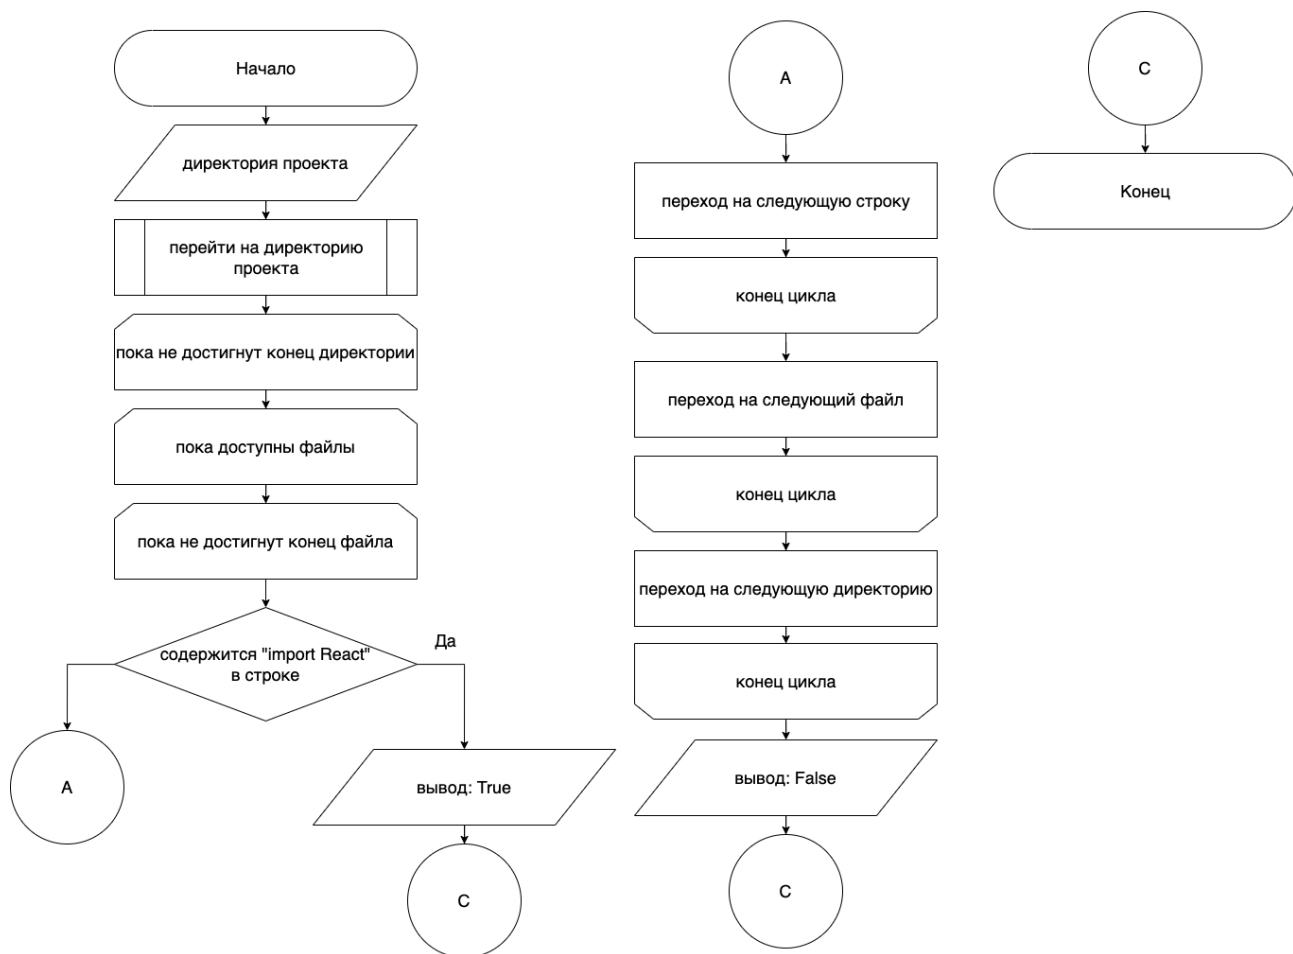 Начало
директория проекта
перейти на директорию
проекта
пока не достигнут конец директории
пока доступны файлы
пока не достигнут конец файла
содержится "import React"
в строке
Да
A
вывод: True
C
A
переход на следующую строку
конец цикла
переход на следующий файл
конец цикла
переход на следующую директорию
конец цикла
вывод: False
C
C
Конец